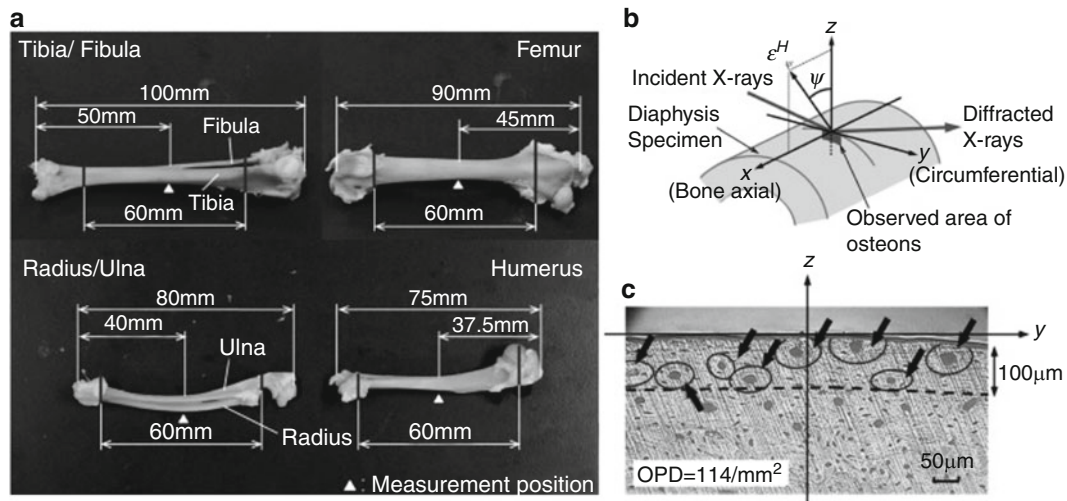 a
Tibia/ Fibula
100mm
50mm
Fibula
Tibia
60mm
Femur
90mm
45mm
60mm
Radius/Ulna
80mm
40mm
Ulna
Radius
60mm
Humerus
75mm
37.5mm
60mm
▲: Measurement position
b
z
ε^H
ψ
Incident X-rays
Diaphysis
Specimen
Diffracted
X-rays
x
(Bone axial)
y
(Circumferential)
Observed area of
osteons
c
z
y
100μm
50μm
OPD=114/mm²